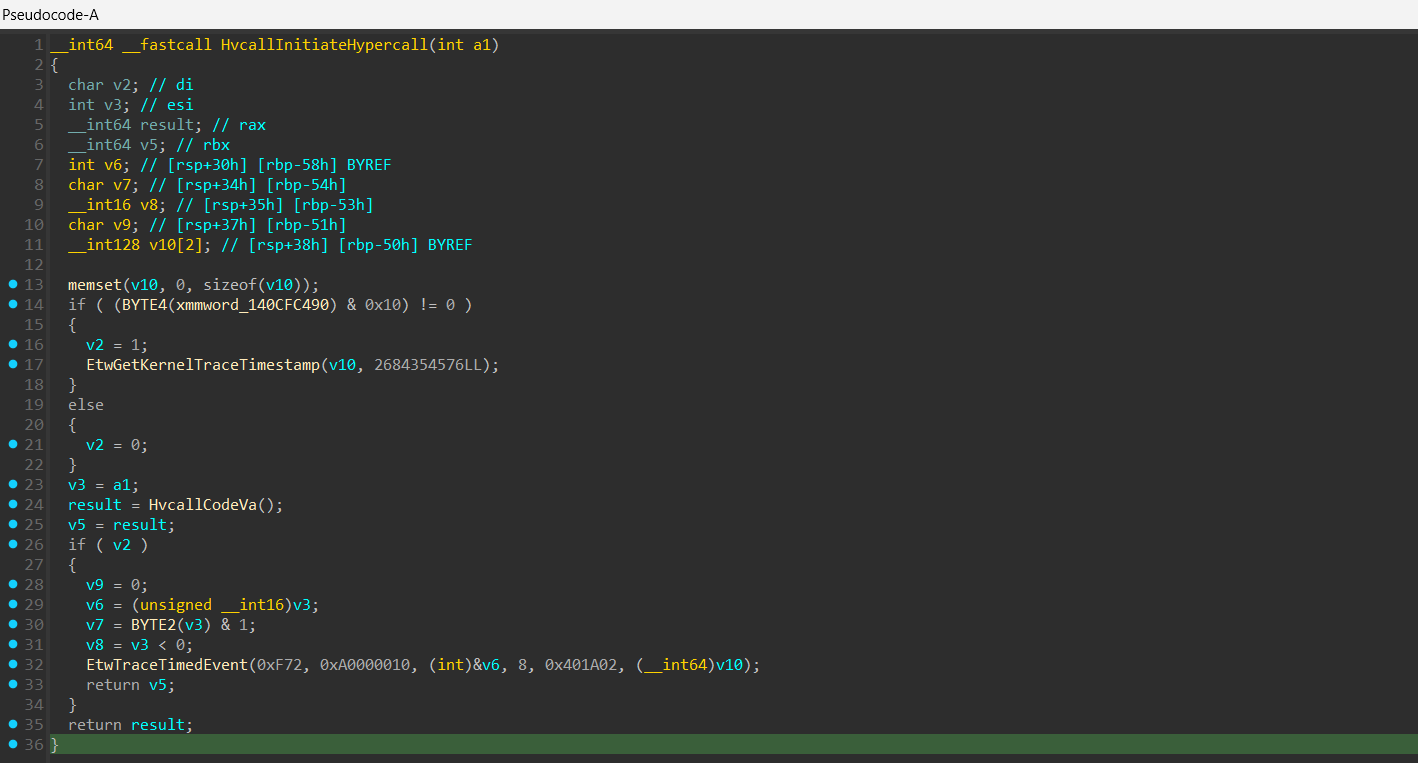 Pseudocode-A
1 __int64 __fastcall HvcallInitiateHypercall(int a1)
2 {
3   char v2; // di
4   int v3; // esi
5   __int64 result; // rax
6   __int64 v5; // rbx
7   int v6; // [rsp+30h] [rbp-58h] BYREF
8   char v7; // [rsp+34h] [rbp-54h]
9   __int16 v8; // [rsp+35h] [rbp-53h]
10   char v9; // [rsp+37h] [rbp-51h]
11   __int128 v10[2]; // [rsp+38h] [rbp-50h] BYREF
12
13   memset(v10, 0, sizeof(v10));
14   if ( (BYTE4(xmmword_140CFC490) & 0x10) != 0 )
15   {
16     v2 = 1;
17     EtwGetKernelTraceTimestamp(v10, 2684354576LL);
18   }
19   else
20   {
21     v2 = 0;
22   }
23   v3 = a1;
24   result = HvcallCodeVa();
25   v5 = result;
26   if ( v2 )
27   {
28     v9 = 0;
29     v6 = (unsigned __int16)v3;
30     v7 = BYTE2(v3) & 1;
31     v8 = v3 < 0;
32     EtwTraceTimedEvent(0xF72, 0xA0000010, (int)&v6, 8, 0x401A02, (__int64)v10);
33     return v5;
34   }
35   return result;
36 }